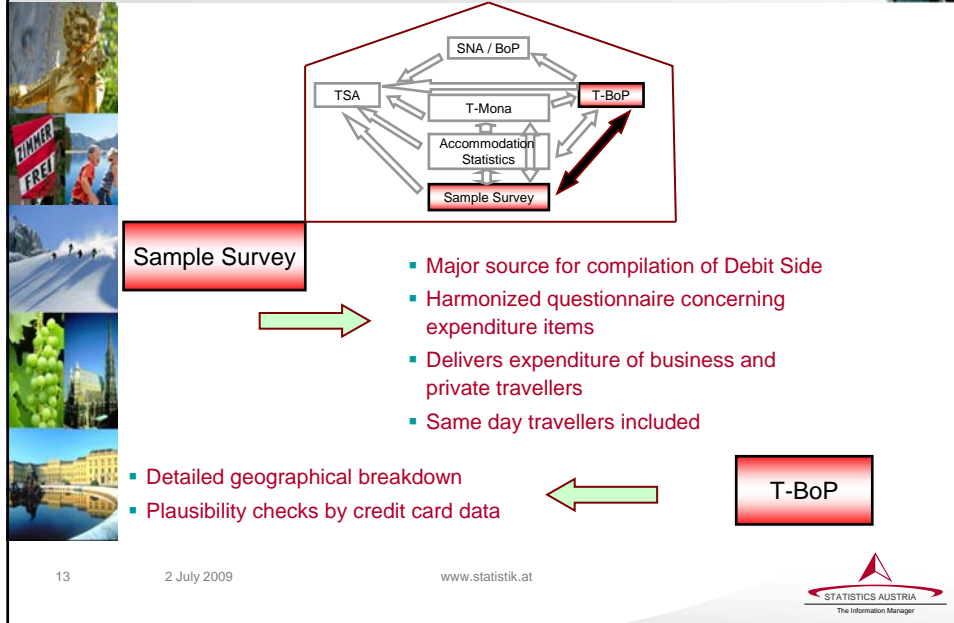 SNA / BoP
TSA
T-BoP
T-Mona
Accommodation
Statistics
Sample Survey
ZIMMER
FREI
Sample Survey
▪ Major source for compilation of Debit Side
▪ Harmonized questionnaire concerning
expenditure items
▪ Delivers expenditure of business and
private travellers
▪ Same day travellers included
▪ Detailed geographical breakdown
▪ Plausibility checks by credit card data
T-BoP
13
2 July 2009
www.statistik.at
STATISTICS AUSTRIA
The Information Manager